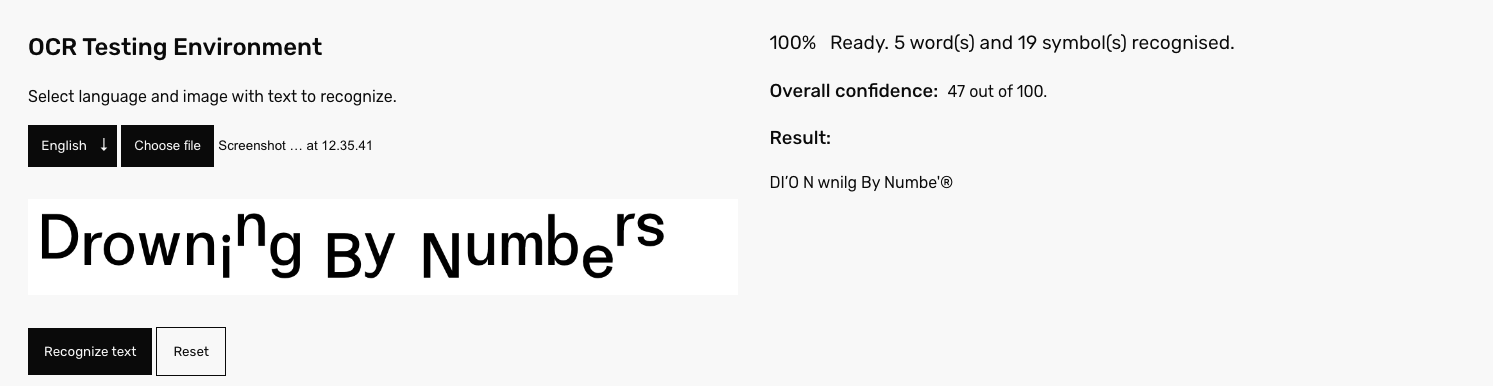 OCR Testing Environment
Select language and image with text to recognize.
English ↓ Choose file Screenshot ... at 12.35.41
Drowning By Numbers
Recognize text Reset
100% Ready. 5 word(s) and 19 symbol(s) recognised.
Overall confidence: 47 out of 100.
Result:
DI’O N wnilg By Numbe'®